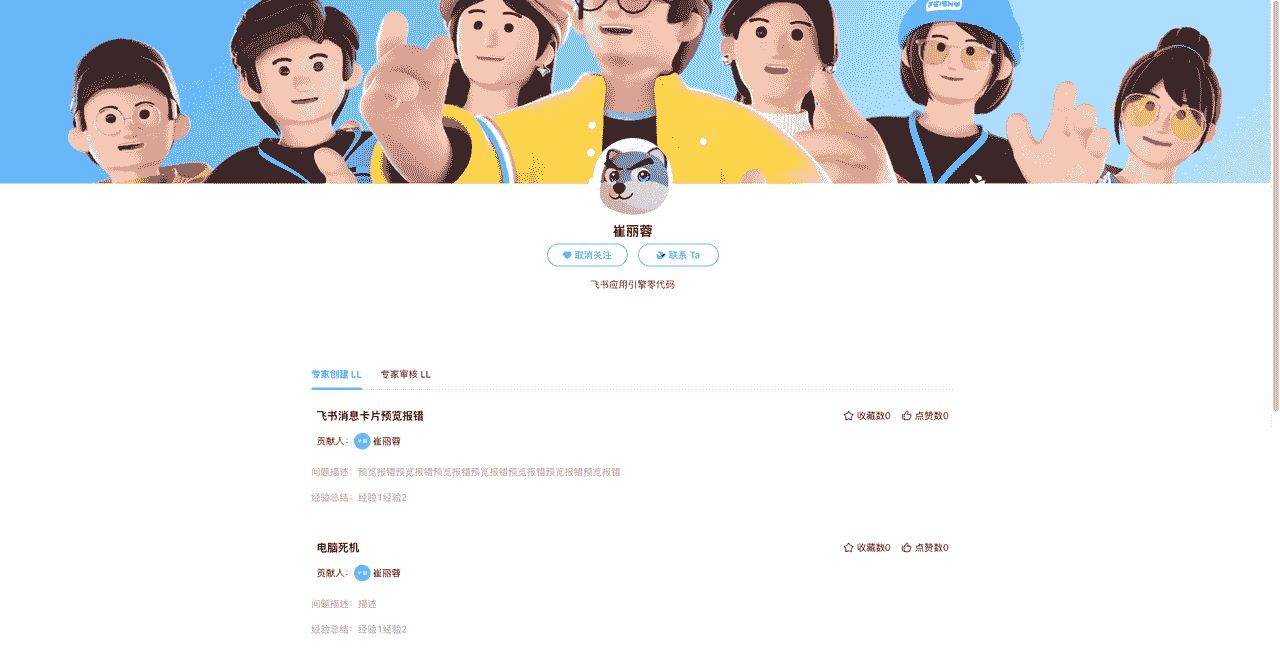 崔丽蓉
取消关注 联系 Ta
飞书应用引擎零代码
专家创建 LL 专家审核 LL
飞书消息卡片预览报错 收藏数0 点赞数0
贡献人： 崔丽蓉
问题描述：预览报错预览报错预览报错预览报错预览报错预览报错预览报错
经验总结：经验1经验2
电脑死机 收藏数0 点赞数0
贡献人： 崔丽蓉
问题描述：描述
经验总结：经验1经验2